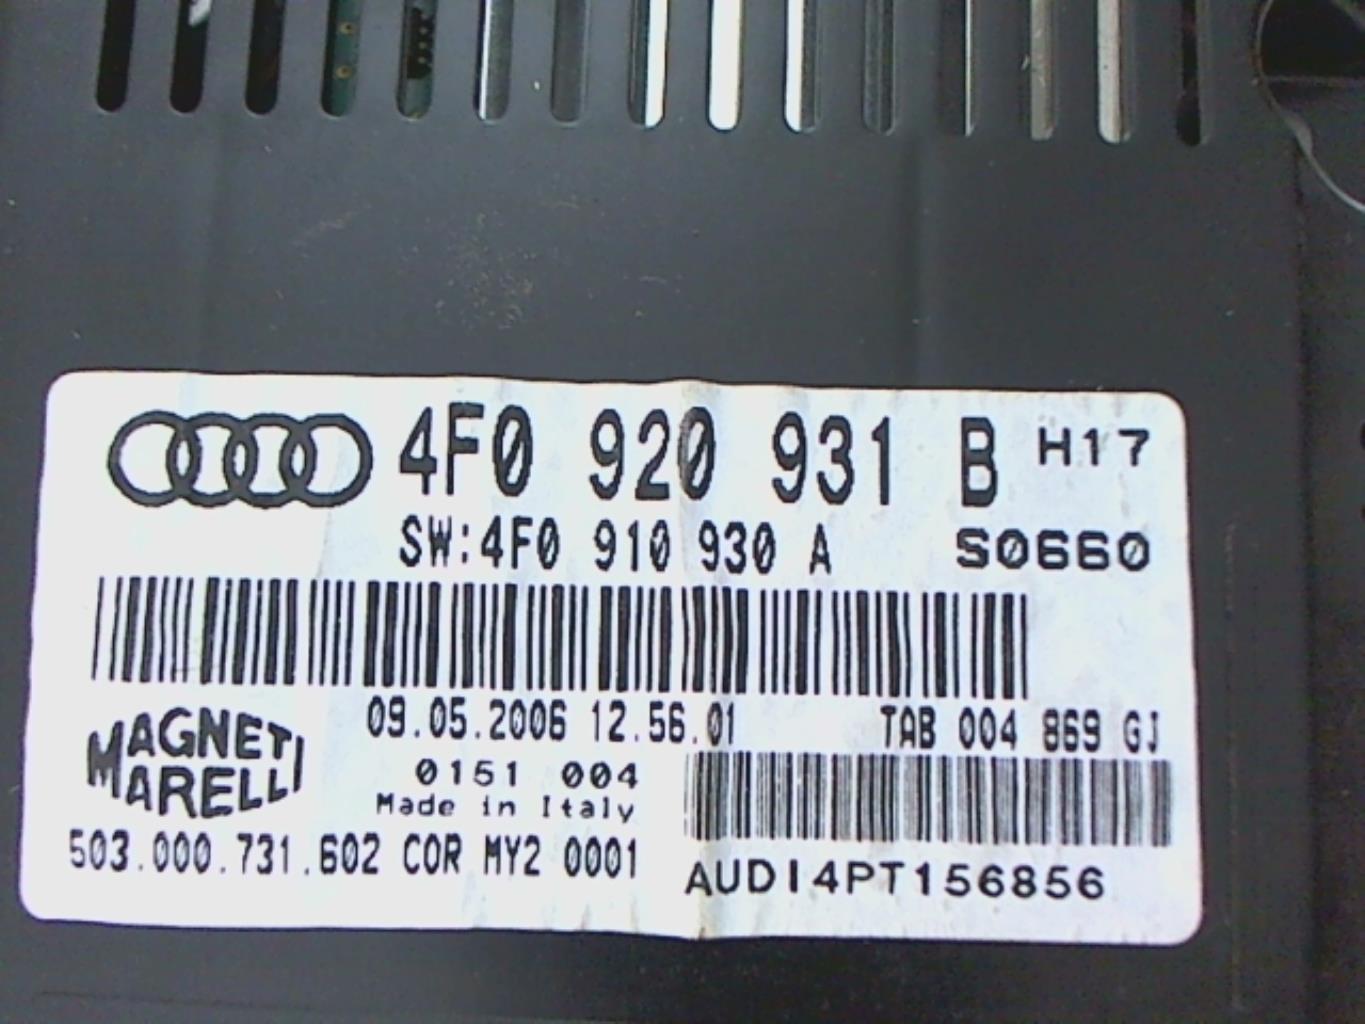 4F0 920 931 B H17
SW:4F0 910 930 A S0660
09.05.2006 12.56.01 TAB 004 869 GJ
MAGNETI
MARELLI
0151 004
Made in Italy
503.000.731.602 COR MY2 0001
AUDI4PT156856